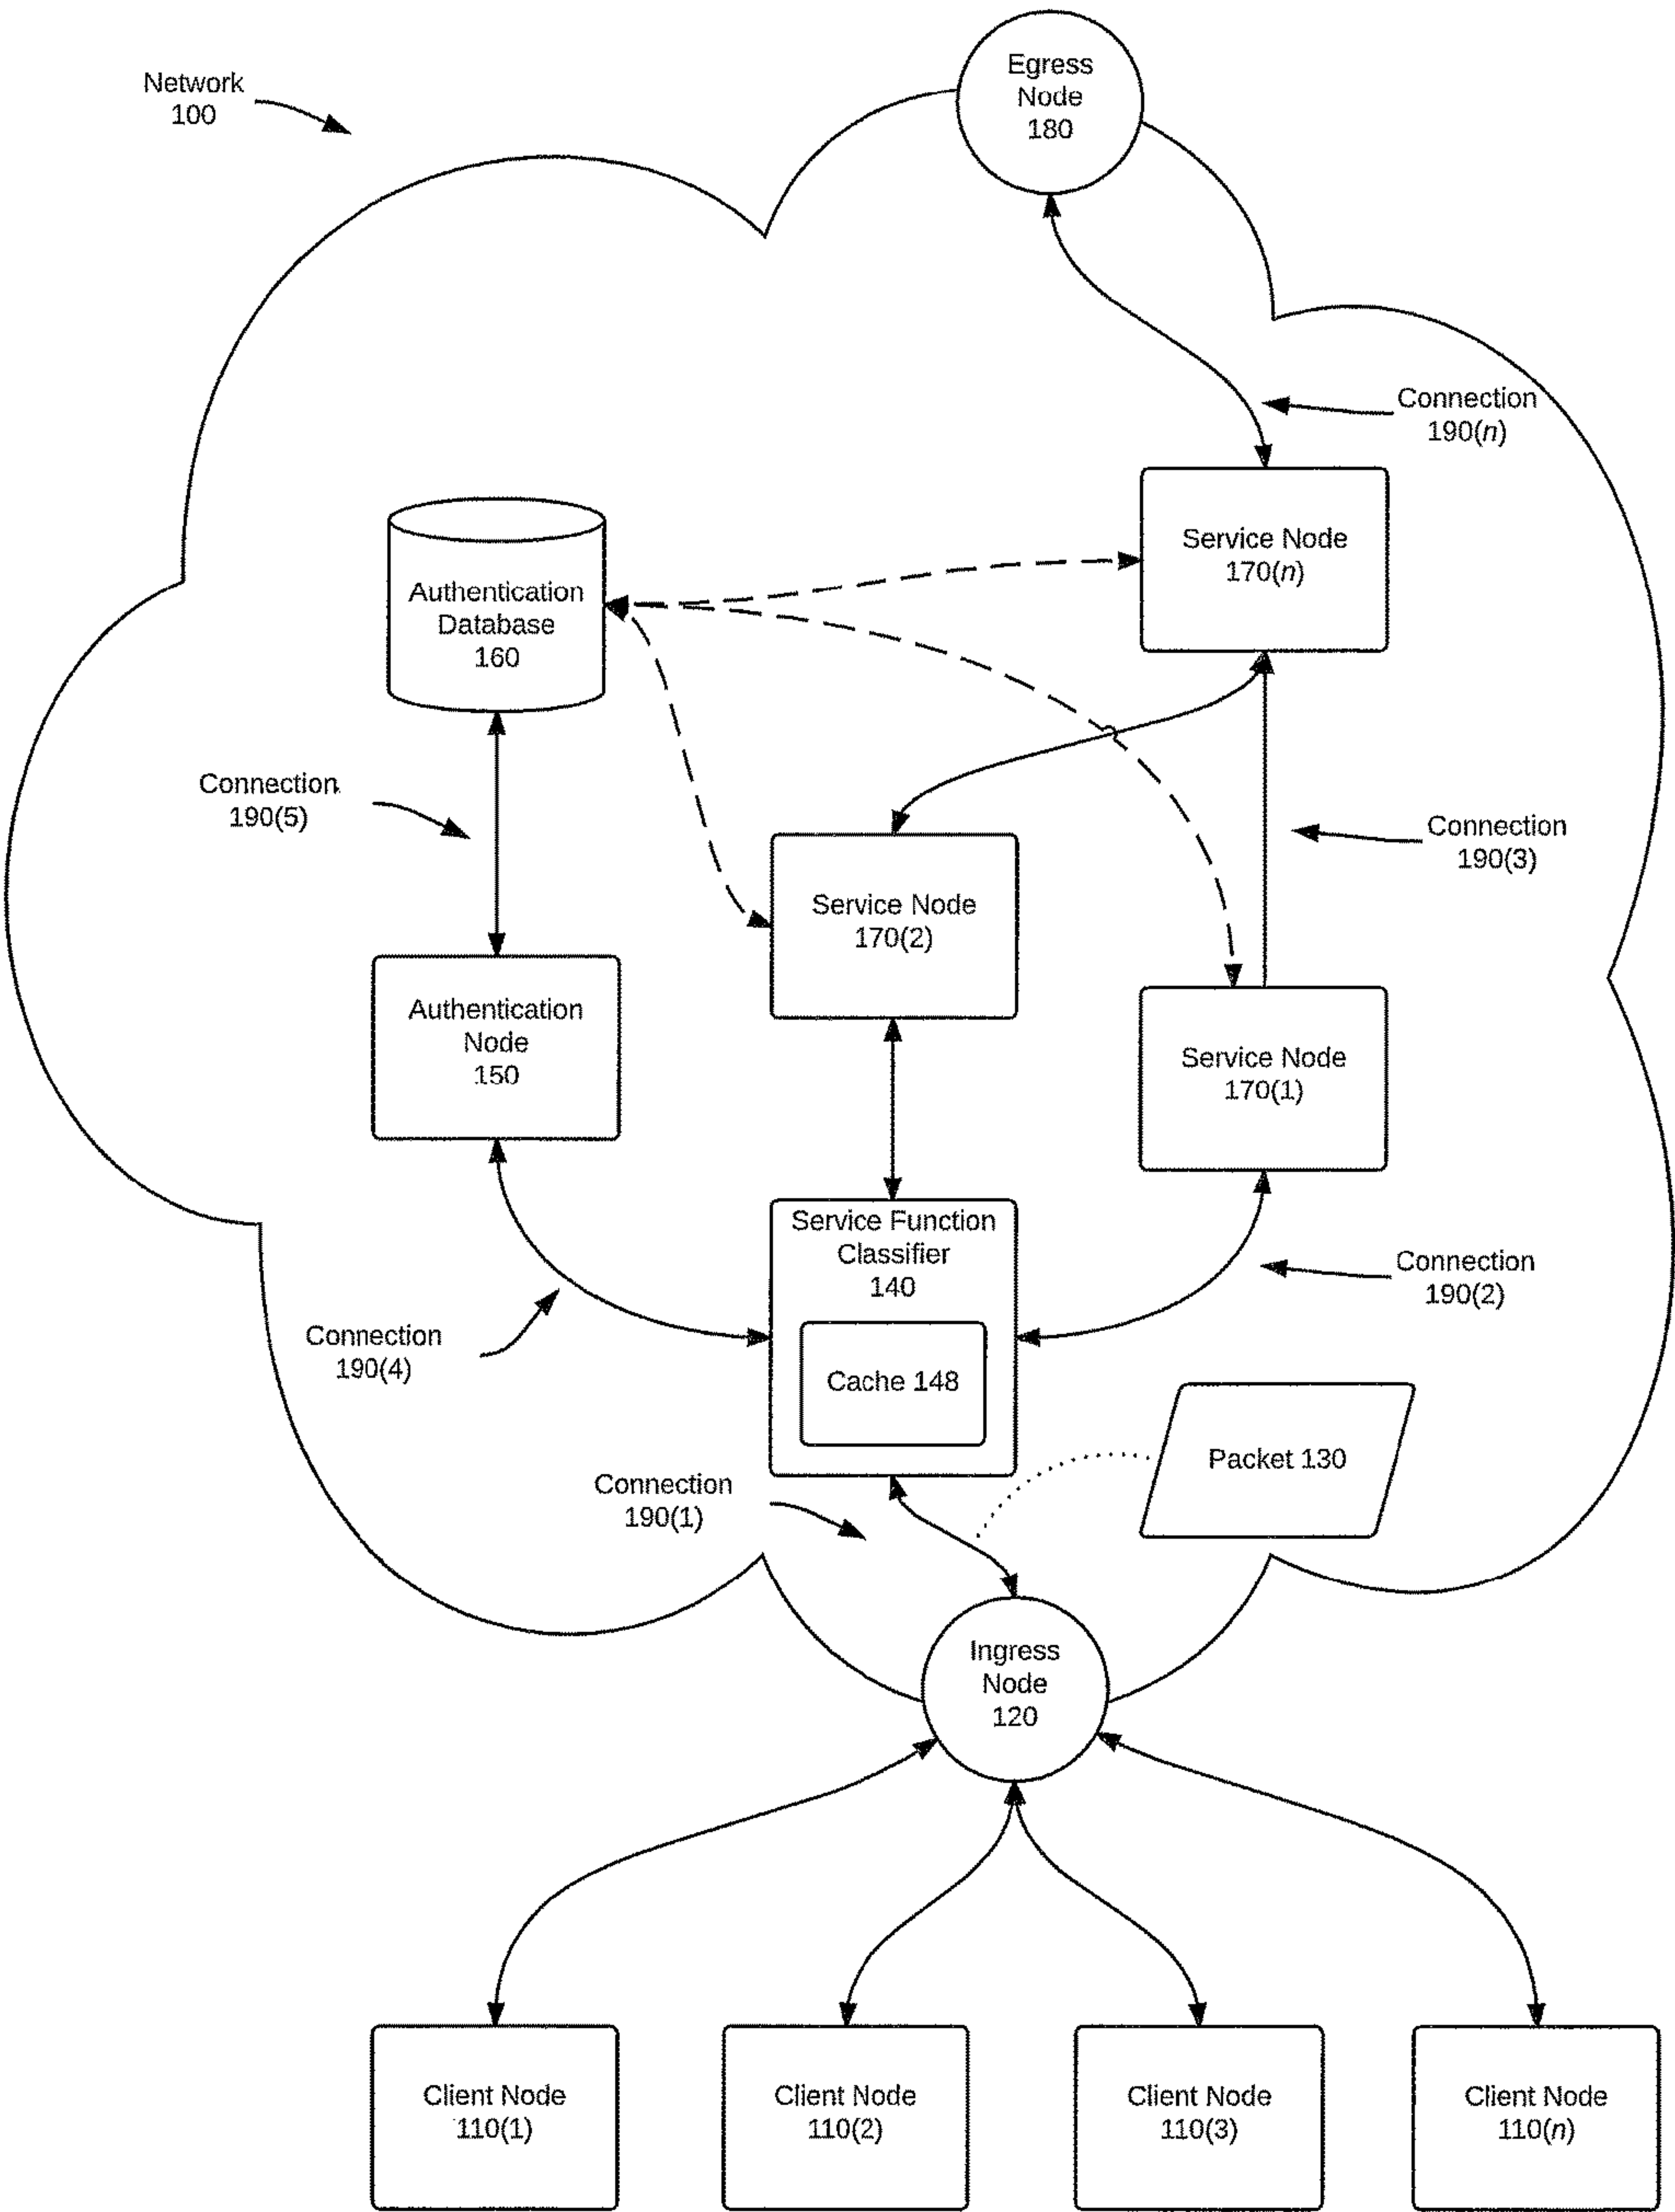 Egress
Node
180
Network
100
Connection
190(n)
Service Node
170(n)
Authentication
Database
160
Connection
190(5)
Connection
190(3)
Service Node
170(2)
Authentication
Node
150
Service Node
170(1)
Service Function
Classifier
140
Connection
190(2)
Connection
190(4)
Cache 148
Packet 130
Connection
190(1)
Ingress
Node
120
Client Node
110(1)
Client Node
110(2)
Client Node
110(3)
Client Node
110(n)